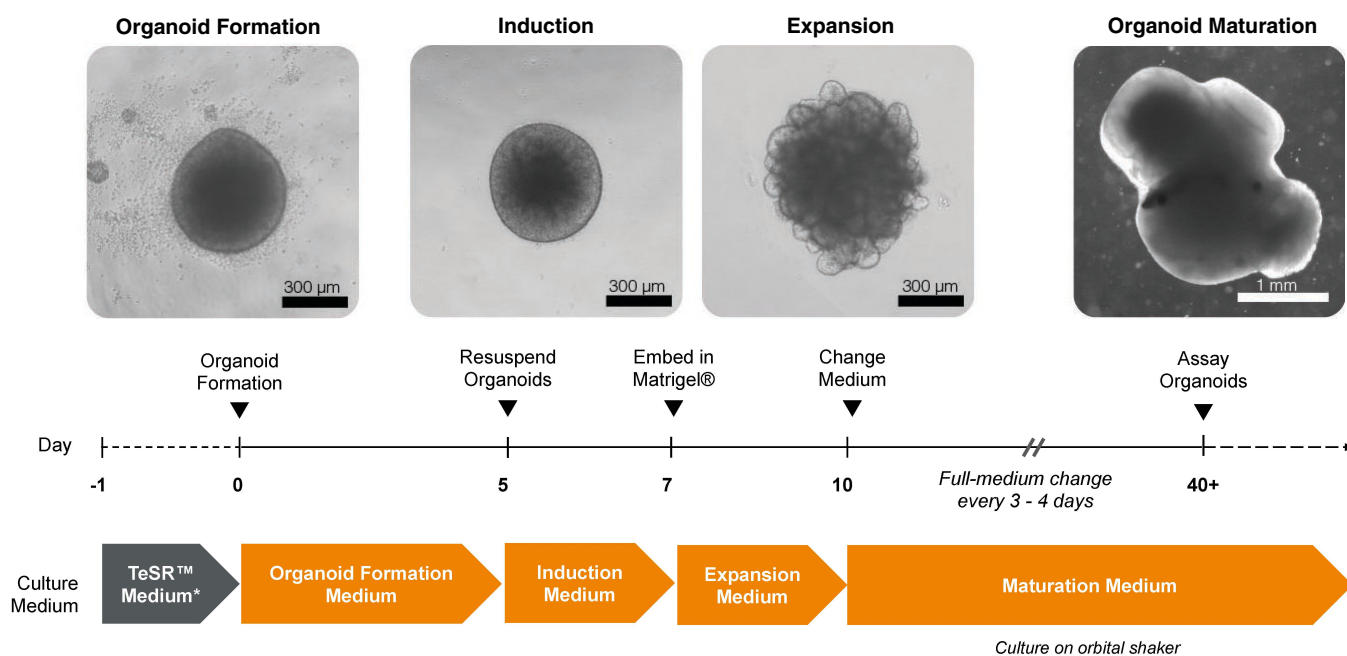 Organoid Formation
Induction
Expansion
Organoid Maturation
300 µm
300 µm
300 µm
1 mm
Organoid
Formation
Resuspend
Organoids
Embed in
Matrigel®
Change
Medium
Assay
Organoids
Day
-1
0
5
7
10
Full-medium change
every 3 - 4 days
40+
Culture
Medium
TeSR™
Medium*
Organoid Formation
Medium
Induction
Medium
Expansion
Medium
Maturation Medium
Culture on orbital shaker